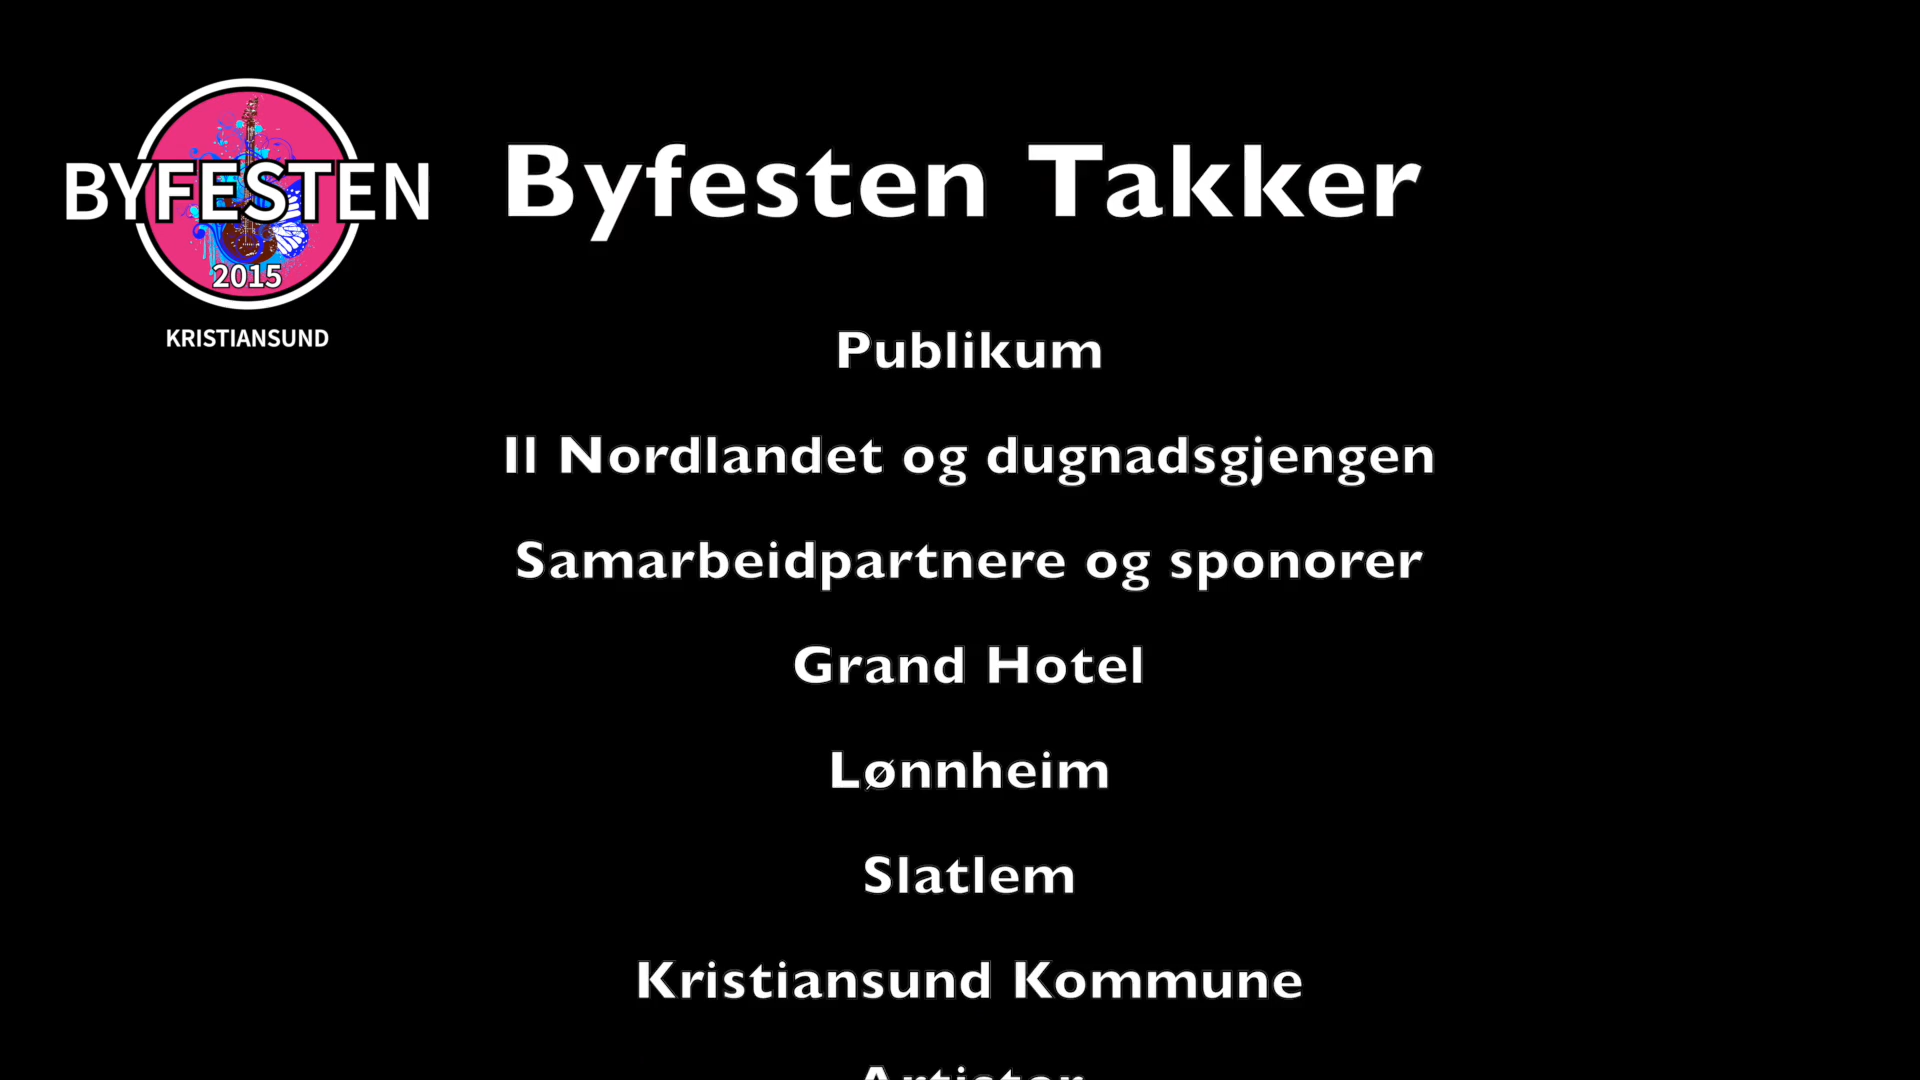 BYFESTEN
2015
KRISTIANSUND
Byfesten Takker
Publikum
Il Nordlandet og dugnadsgjengen
Samarbeidpartnere og sponorer
Grand Hotel
Lønnheim
Slatlem
Kristiansund Kommune
Artister